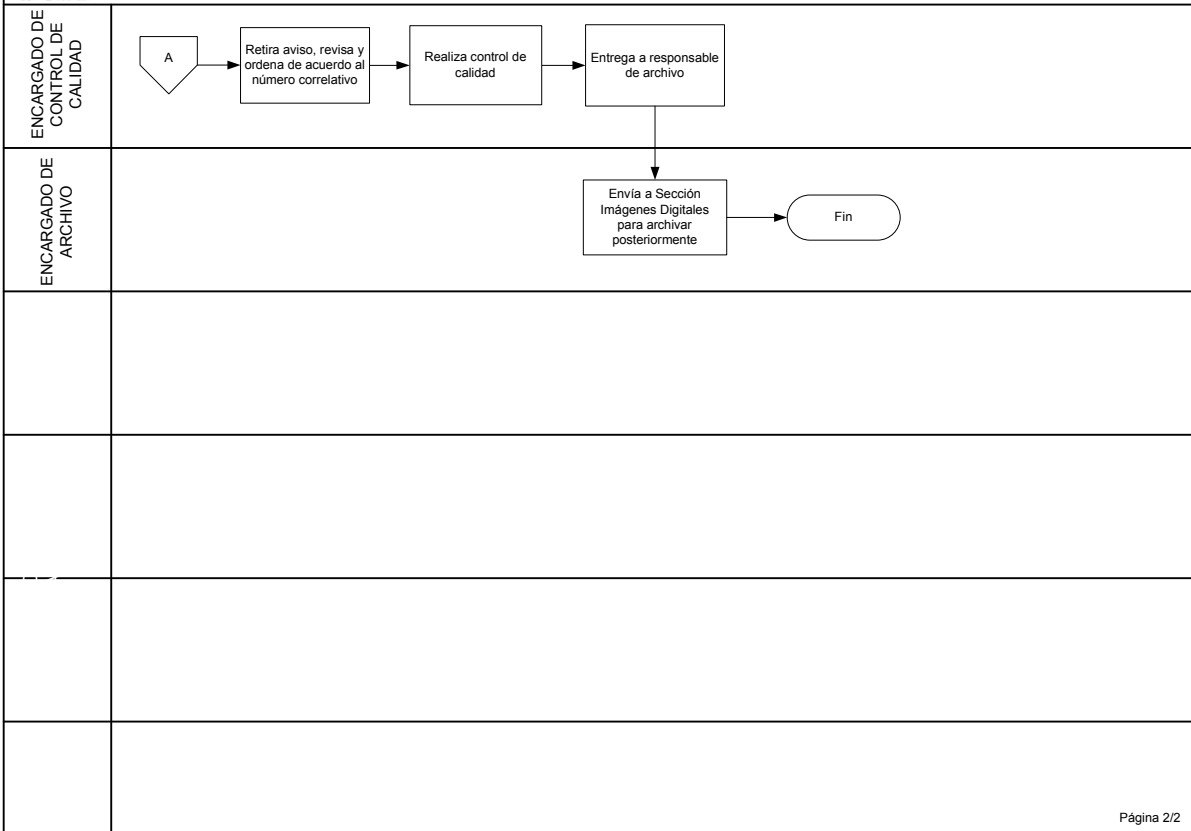 ENCARGADO DE
CONTROL DE
CALIDAD
A
Retira aviso, revisa y
ordena de acuerdo al
número correlativo
Realiza control de
calidad
Entrega a responsable
de archivo
ENCARGADO DE
ARCHIVO
Envía a Sección
Imágenes Digitales
para archivar
posteriormente
Fin
Página 2/2